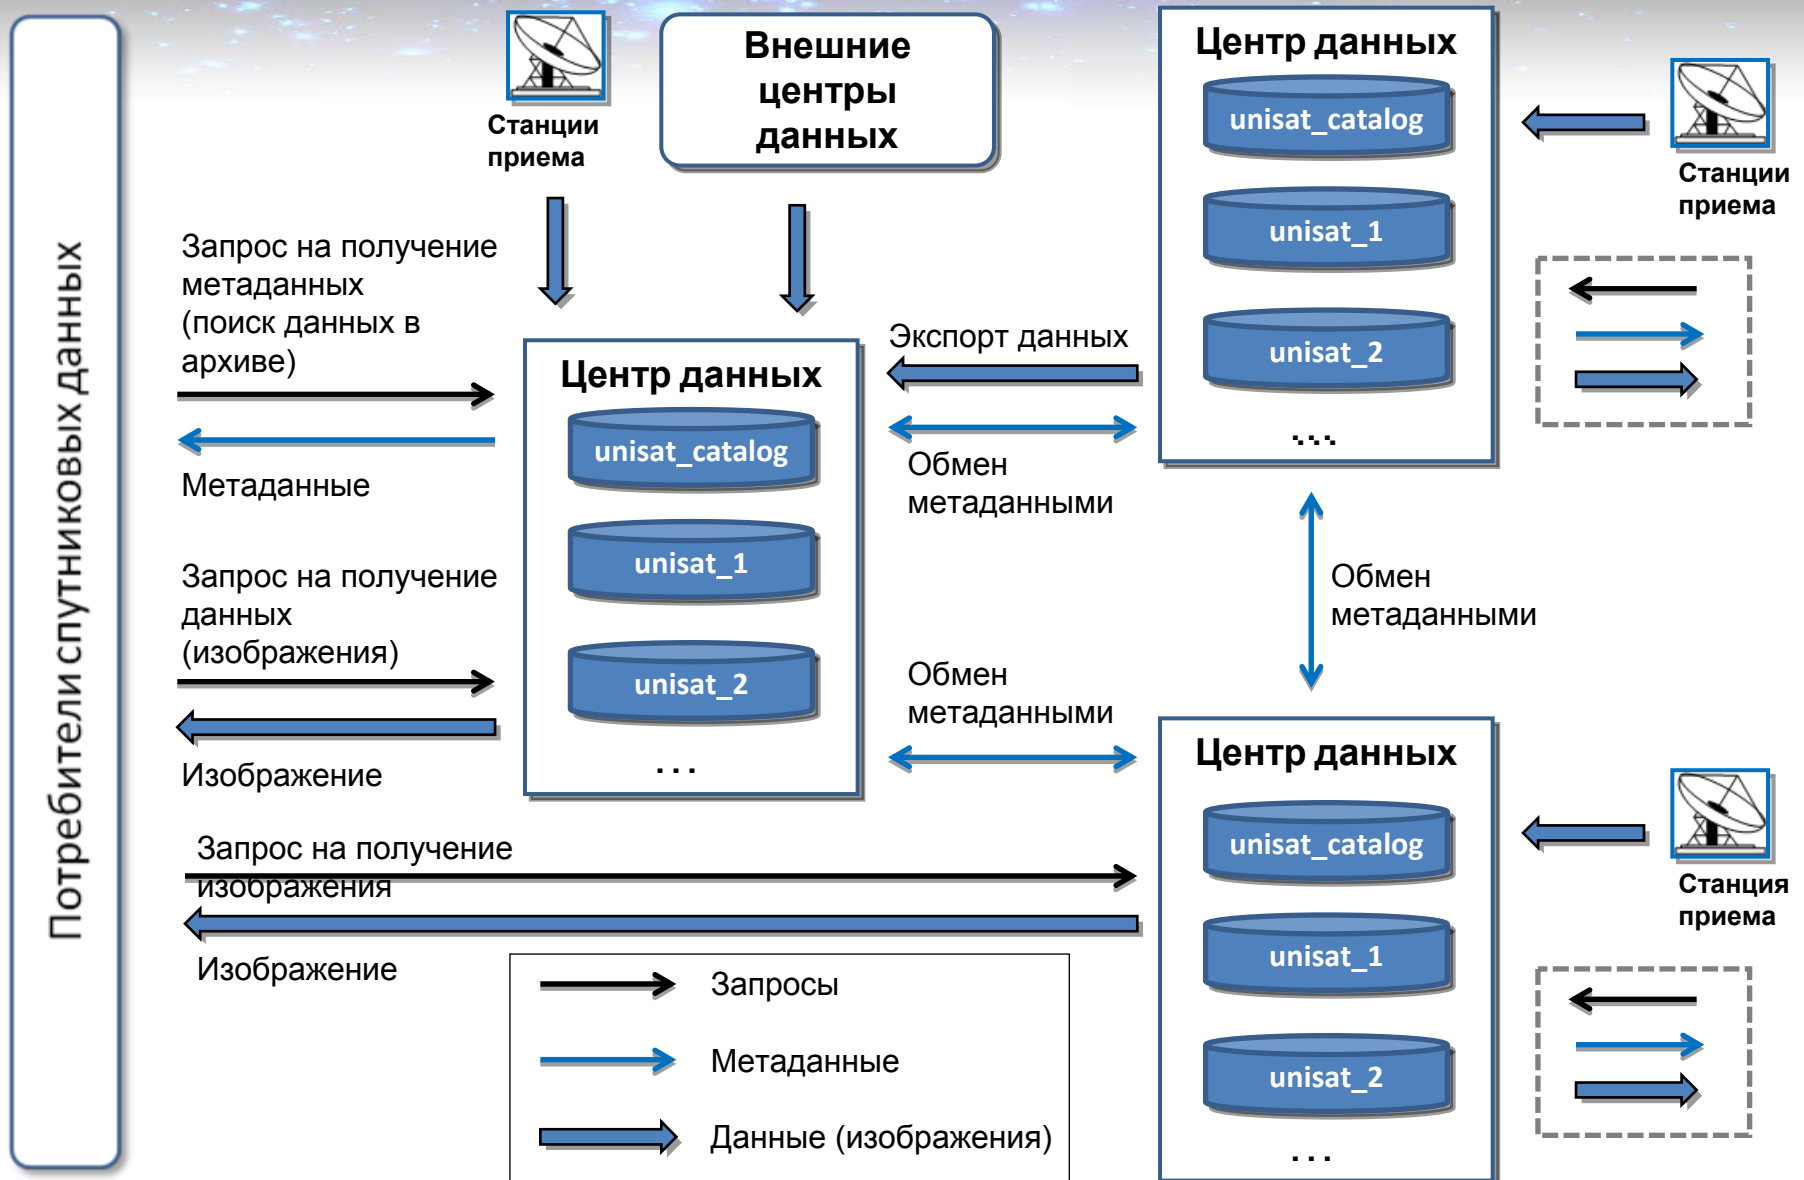 Потребители спутниковых данных
Станции
приема
Внешние
центры
данных
Центр данных
unisat_catalog
unisat_1
unisat_2
...
Станции
приема
Запрос на получение
метаданных
(поиск данных в
архиве)
Метаданные
Запрос на получение
данных
(изображения)
Изображение
Центр данных
unisat_catalog
unisat_1
unisat_2
...
Экспорт данных
Обмен
метаданными
Обмен
метаданными
Обмен
метаданными
Запрос на получение
изображения
Изображение
Центр данных
unisat_catalog
unisat_1
unisat_2
...
Станция
приема
Запросы
Метаданные
Данные (изображения)